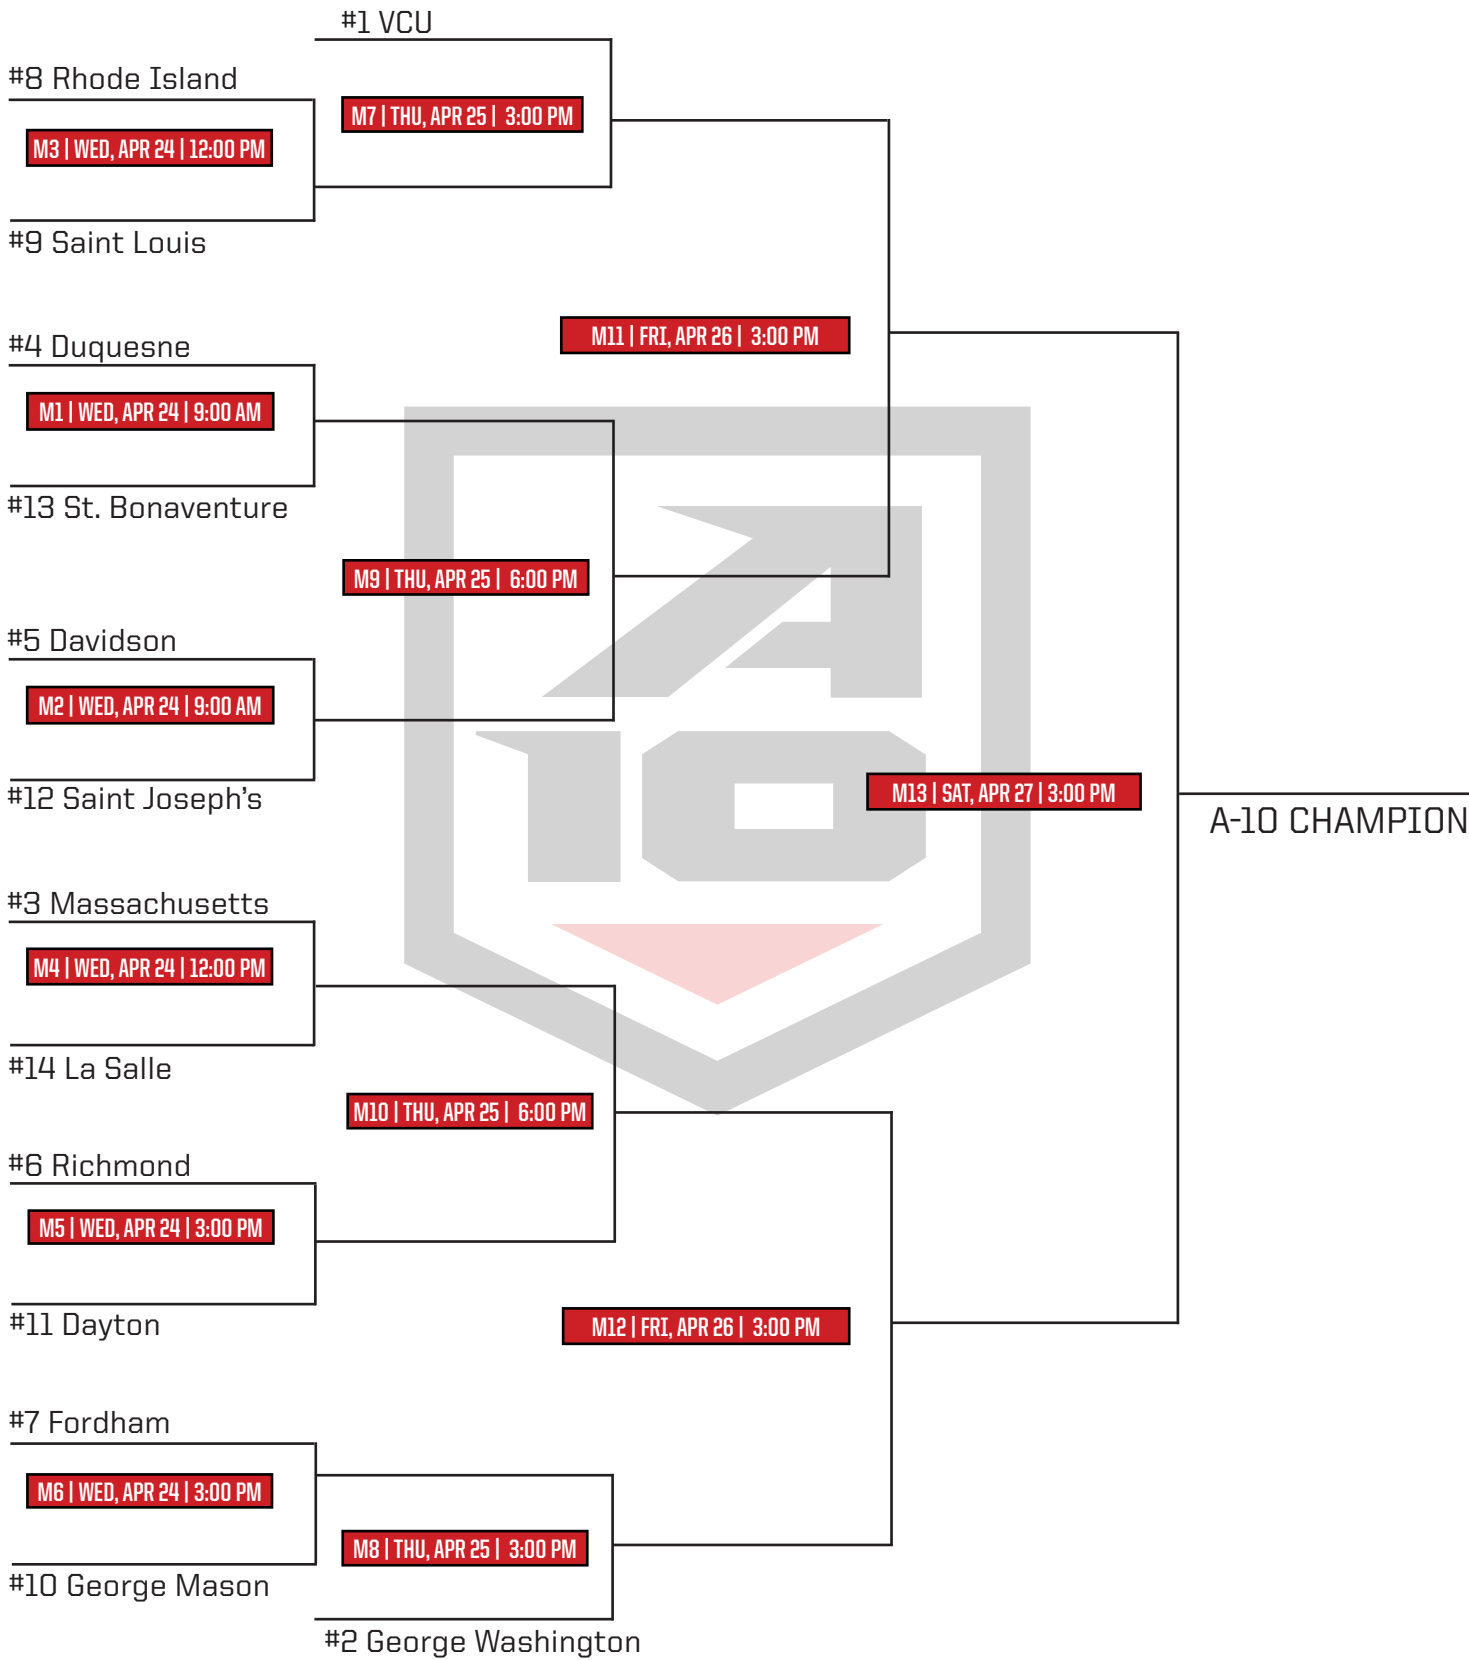 #1 VCU
#8 Rhode Island
M7 | THU, APR 25 | 3:00 PM
M3 | WED, APR 24 | 12:00 PM
#9 Saint Louis
M11 | FRI, APR 26 | 3:00 PM
#4 Duquesne
M1 | WED, APR 24 | 9:00 AM
#13 St. Bonaventure
M9 | THU, APR 25 | 6:00 PM
#5 Davidson
M2 | WED, APR 24 | 9:00 AM
#12 Saint Joseph's
A
10
M13 | SAT, APR 27 | 3:00 PM
A-10 CHAMPION
#3 Massachusetts
M4 | WED, APR 24 | 12:00 PM
#14 La Salle
M10 | THU, APR 25 | 6:00 PM
#6 Richmond
M5 | WED, APR 24 | 3:00 PM
#11 Dayton
M12 | FRI, APR 26 | 3:00 PM
#7 Fordham
M6 | WED, APR 24 | 3:00 PM
M8 | THU, APR 25 | 3:00 PM
#10 George Mason
#2 George Washington